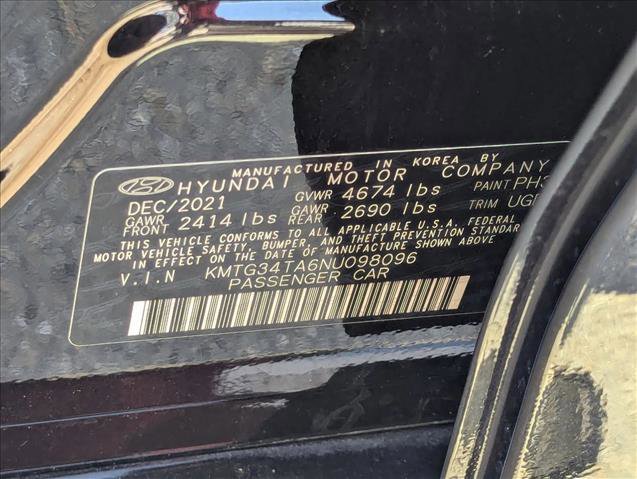 MANUFACTURED IN KOREA BY
HYUNDAI MOTOR COMPANY
DEC/2021 GVWR 4674 lbs PAINT PH3
GAWR FRONT 2414 lbs GAWR REAR 2690 lbs TRIM
THIS VEHICLE CONFORMS TO ALL APPLICABLE U.S.A. FEDERAL
MOTOR VEHICLE SAFETY, BUMPER, AND THEFT PREVENTION STANDARDS
IN EFFECT ON THE DATE OF MANUFACTURE SHOWN ABOVE
V.I.N KMTG34TA6NU098096
PASSENGER CAR